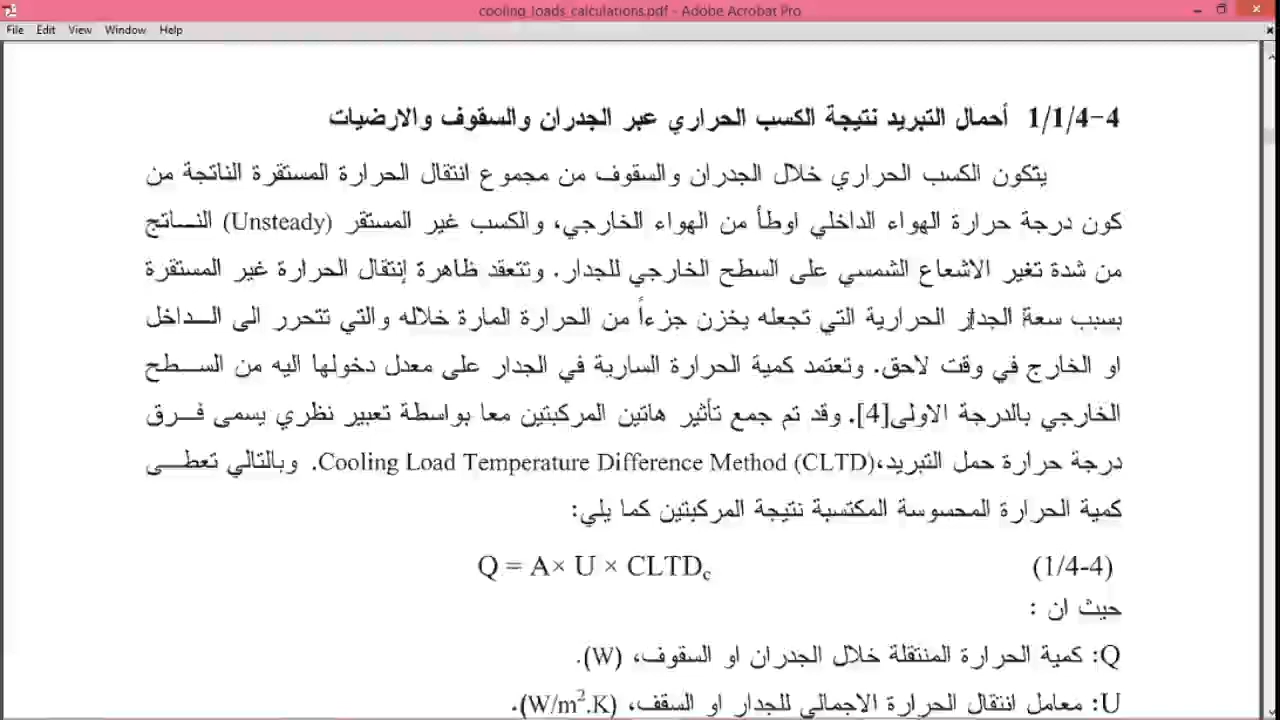 cooling_loads_calculations.pdf - Adobe Acrobat Pro
File Edit View Window Help
1/1/4-4 أحمال التبريد نتيجة الكسب الحراري عبر الجدران والسقوف والارضيات
يتكون الكسب الحراري خلال الجدران والسقوف من مجموع انتقال الحرارة المستقرة الناتجة من
كون درجة حرارة الهواء الداخلي اوطأ من الهواء الخارجي، والكسب غير المستقر (Unsteady) النـــاتج
من شدة تغير الاشعاع الشمسي على السطح الخارجي للجدار. وتتعقد ظاهرة إنتقال الحرارة غير المستقرة
بسبب سعة الجدار الحرارية التي تجعله يخزن جزءاً من الحرارة المارة خلاله والتي تتحرر الى الـــداخل
او الخارج في وقت لاحق. وتعتمد كمية الحرارة السارية في الجدار على معدل دخولها اليه من الســـطح
الخارجي بالدرجة الاولى[4]. وقد تم جمع تأثير هاتين المركبتين معا بواسطة تعبير نظري يسمى فـــرق
درجة حرارة حمل التبريد،Cooling Load Temperature Difference Method (CLTD). وبالتالي تعطـــى
كمية الحرارة المحسوسة المكتسبة نتيجة المركبتين كما يلي:
Q = A× U × CLTDc (1/4-4)
حيث ان :
Q: كمية الحرارة المنتقلة خلال الجدران او السقوف، (W).
U: معامل انتقال الحرارة الاجمالي للجدار او السقف، (W/m².K).